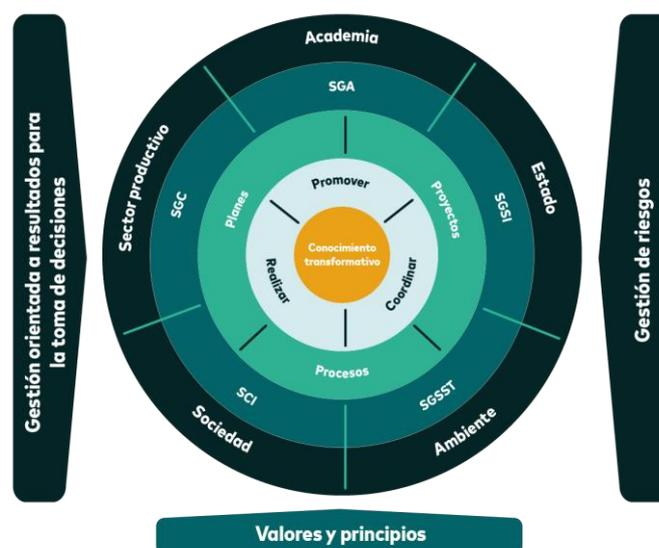 Gestión orientada a resultados para
la toma de decisiones
Academia
Sector productivo
Estado
Sociedad
Ambiente
SGA
SGC
SGSI
SCI
SGSST
Planes
Proyectos
Procesos
Promover
Realizar
Coordinar
Conocimiento
transformativo
Gestión de riesgos
Valores y principios